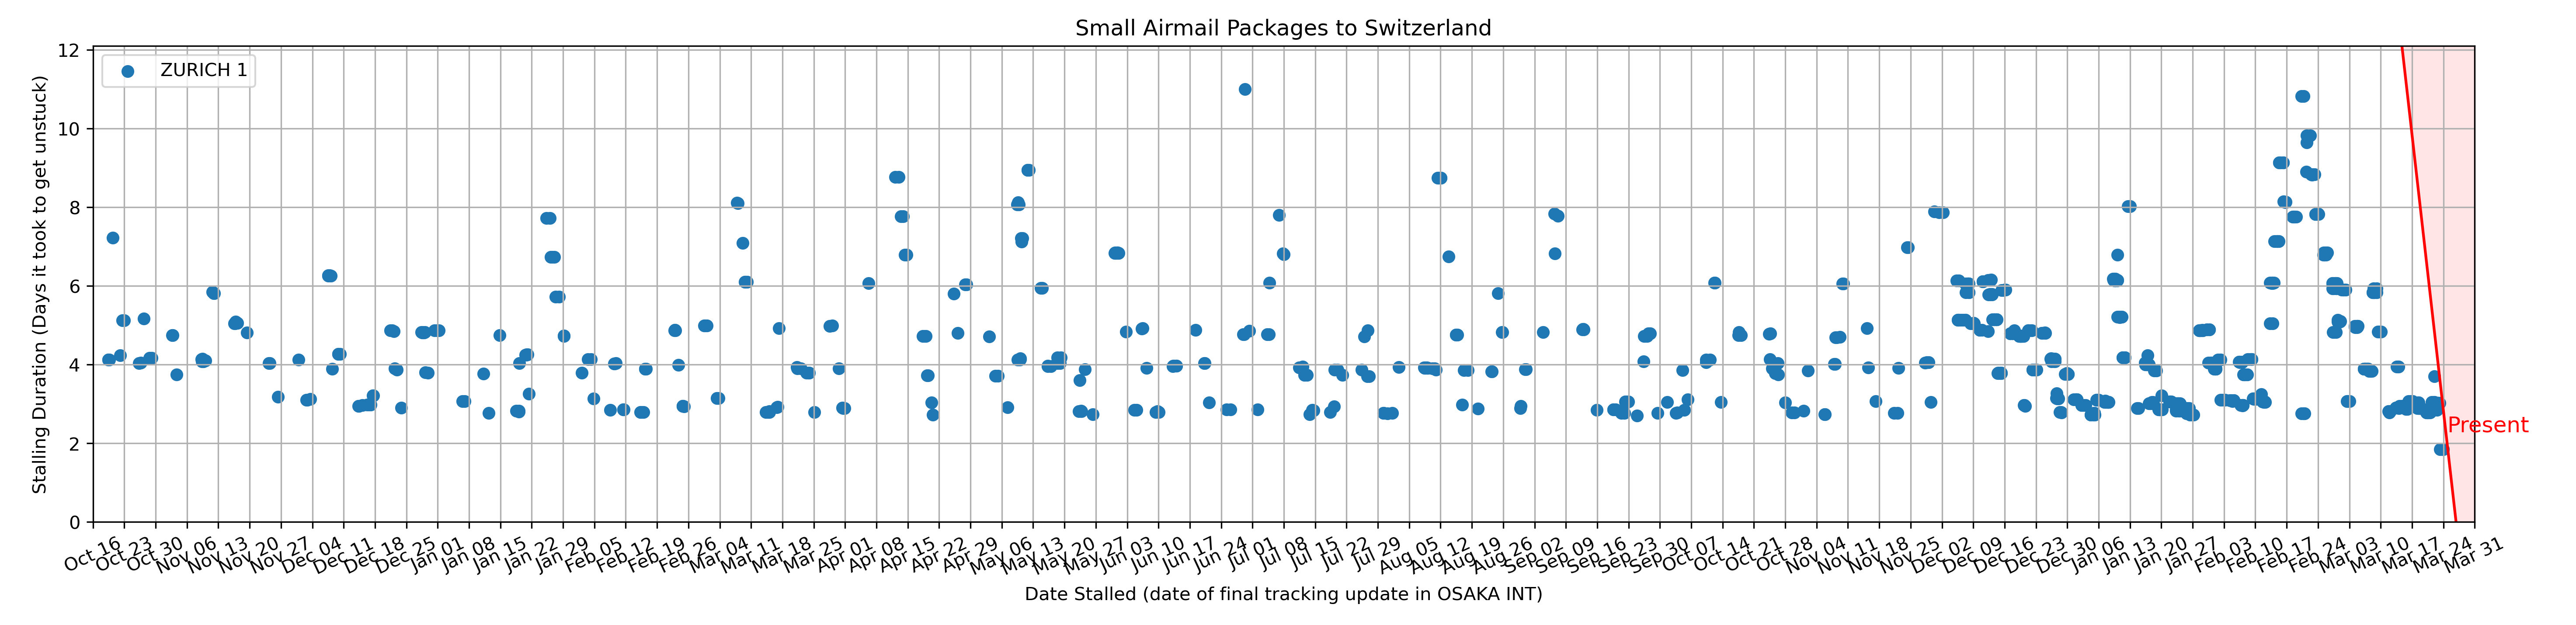 Small Airmail Packages to Switzerland
ZURICH 1
Stalling Duration (Days it took to get unstuck)
12
10
8
6
4
2
0
Present
Oct 16
Oct 23
Oct 30
Nov 06
Nov 13
Nov 20
Nov 27
Dec 04
Dec 11
Dec 18
Dec 25
Jan 01
Jan 08
Jan 15
Jan 22
Jan 29
Feb 05
Feb 12
Feb 19
Feb 26
Mar 04
Mar 11
Mar 18
Mar 25
Apr 01
Apr 08
Apr 15
Apr 22
Apr 29
May 06
May 13
May 20
May 27
Jun 03
Jun 10
Jun 17
Jun 24
Jul 01
Jul 08
Jul 15
Jul 22
Jul 29
Aug 05
Aug 12
Aug 19
Aug 26
Sep 02
Sep 09
Sep 16
Sep 23
Sep 30
Oct 07
Oct 14
Oct 21
Oct 28
Nov 04
Nov 11
Nov 18
Nov 25
Dec 02
Dec 09
Dec 16
Dec 23
Dec 30
Jan 06
Jan 13
Jan 20
Jan 27
Feb 03
Feb 10
Feb 17
Feb 24
Mar 03
Mar 10
Mar 17
Mar 24
Mar 31
Date Stalled (date of final tracking update in OSAKA INT)